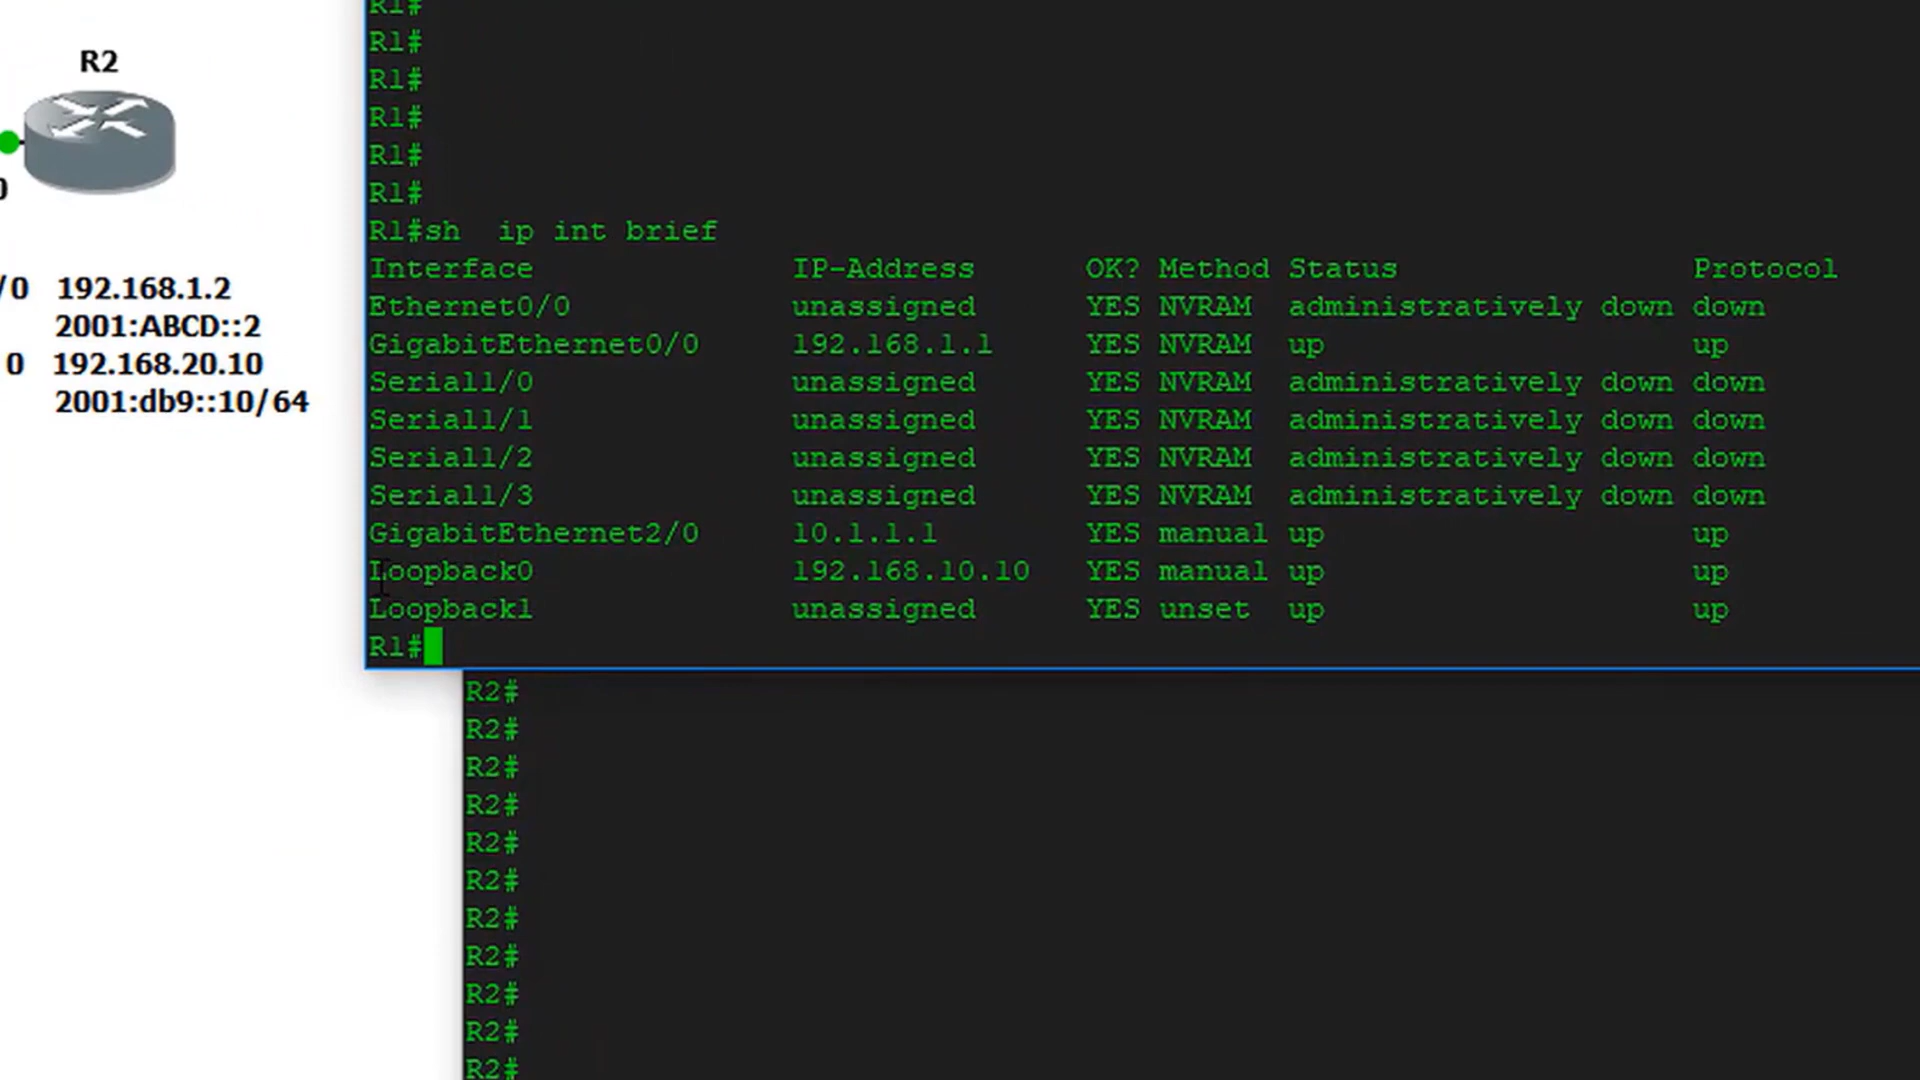 R2
0
/0 192.168.1.2
2001:ABCD::2
0 192.168.20.10
2001:db9::10/64
R1#
R1#
R1#
R1#
R1#
R1#
R1#sh  ip int brief
Interface IP-Address OK? Method Status Protocol
Ethernet0/0 unassigned YES NVRAM administratively down down
GigabitEthernet0/0 192.168.1.1 YES NVRAM up up
Serial1/0 unassigned YES NVRAM administratively down down
Serial1/1 unassigned YES NVRAM administratively down down
Serial1/2 unassigned YES NVRAM administratively down down
Serial1/3 unassigned YES NVRAM administratively down down
GigabitEthernet2/0 10.1.1.1 YES manual up up
Loopback0 192.168.10.10 YES manual up up
Loopback1 unassigned YES unset up up
R1#
R2#
R2#
R2#
R2#
R2#
R2#
R2#
R2#
R2#
R2#
R2#